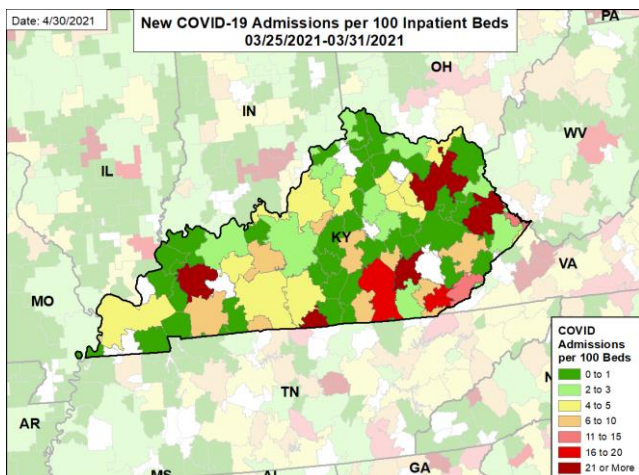 Date: 4/30/2021
New COVID-19 Admissions per 100 Inpatient Beds
03/25/2021-03/31/2021
PA
OH
IN
WV
IL
KY
VA
MO
TN
AR
MS
AL
GA
N
COVID
Admissions
per 100 Beds
0 to 1
2 to 3
4 to 5
6 to 10
11 to 15
16 to 20
21 or More